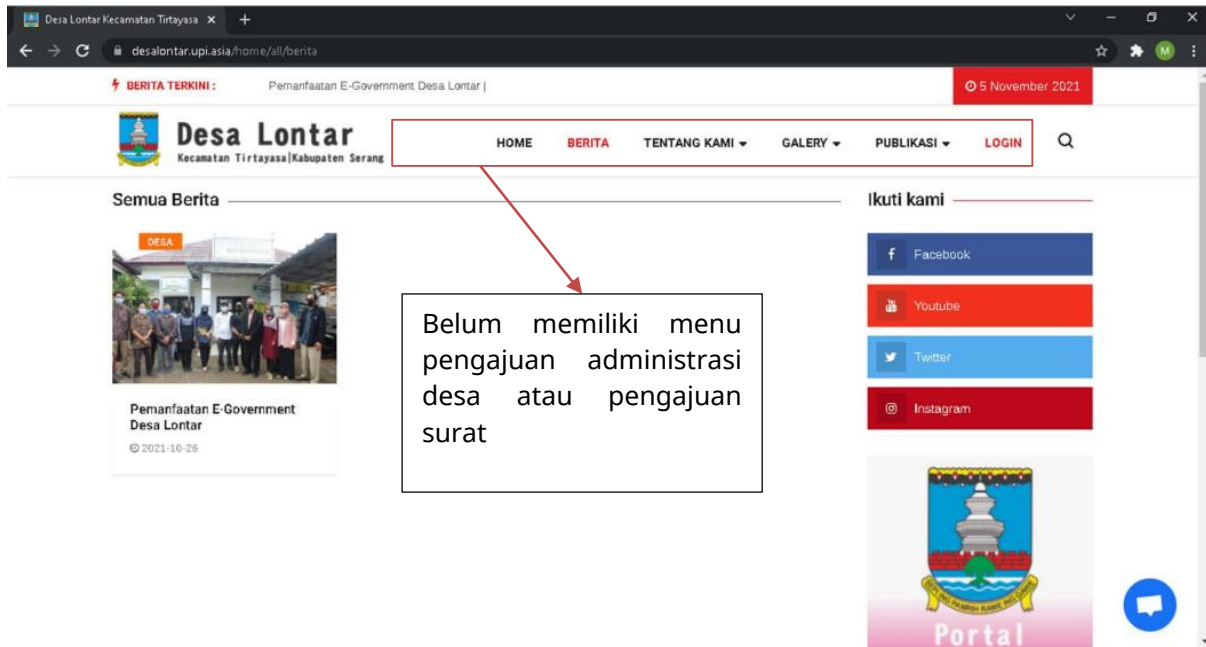 Desa Lontar Kecamatan Tirtayasa
desalontar.upi.asia/home/all/berita
M
BERITA TERKINI :
Pemanfaatan E-Government Desa Lontar |
5 November 2021
Desa Lontar
Kecamatan Tirtayasa|Kabupaten Serang
HOME BERITA TENTANG KAMI GALERY PUBLIKASI LOGIN
Semua Berita
Ikuti kami
DESA
Pemanfaatan E-Government
Desa Lontar
2021-10-26
Belum memiliki menu
pengajuan administrasi
desa atau pengajuan
surat
Facebook
Youtube
Twitter
Instagram
Portal